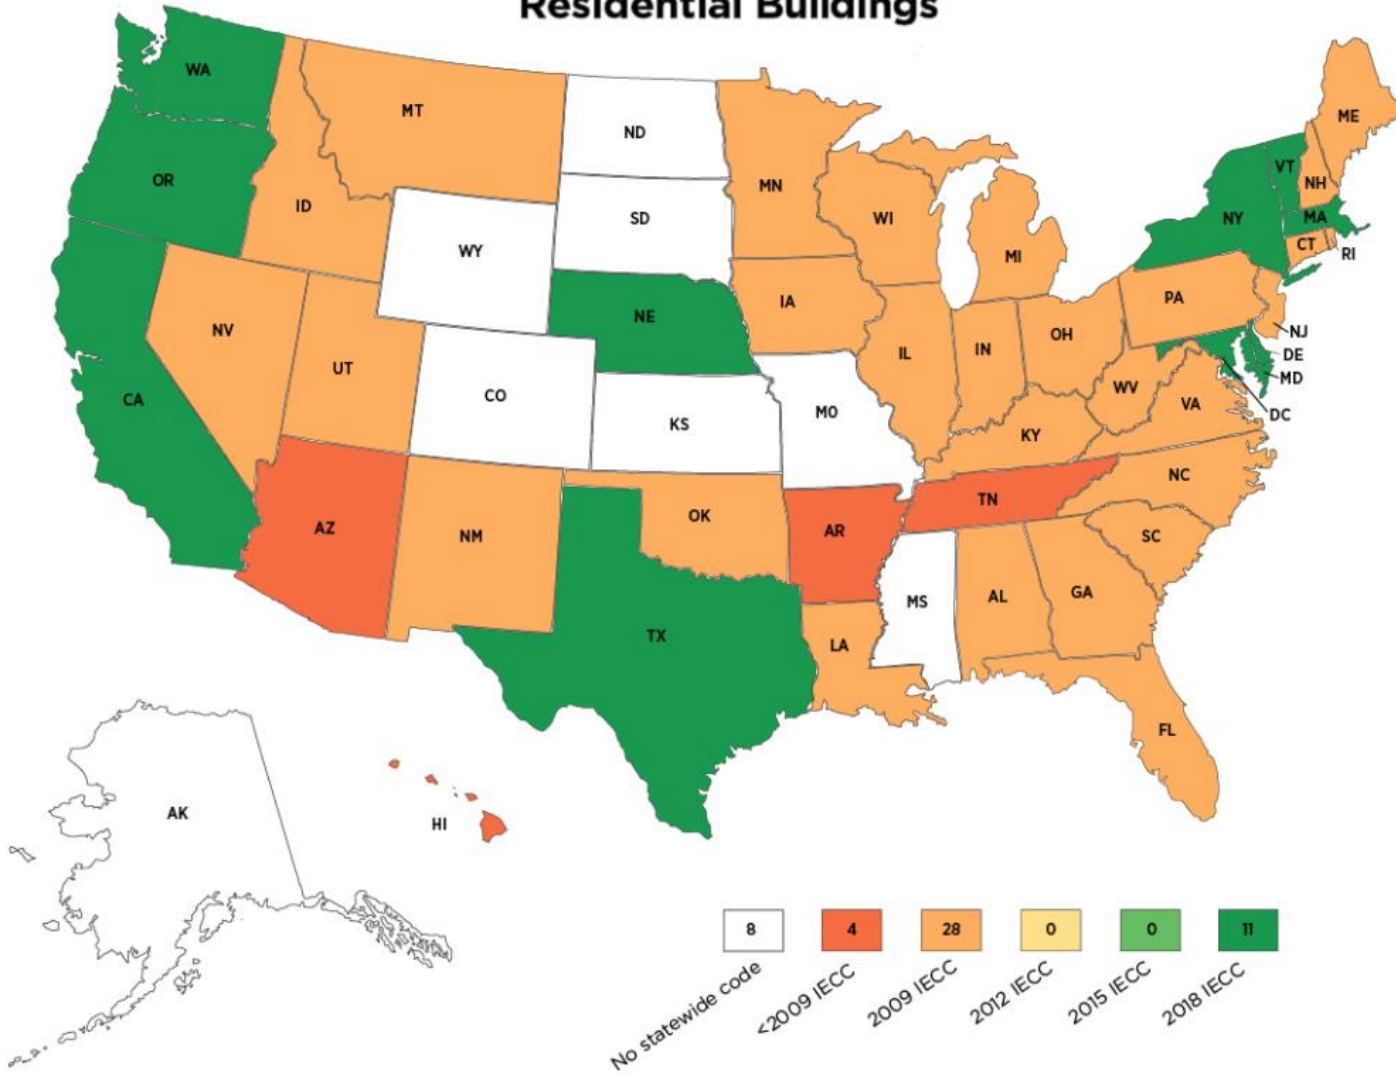 Residential Buildings
WA
MT
ND
ME
OR
ID
MN
VT
NH
WI
SD
NY
MA
WY
MI
CT
RI
IA
PA
NE
NV
OH
NJ
IN
IL
DE
UT
MD
WV
CO
CA
VA
MO
DC
KS
KY
NC
TN
OK
AZ
AR
NM
SC
MS
AL
GA
TX
LA
FL
AK
HI
8
4
28
0
0
11
No statewide code
<2009 IECC
2009 IECC
2012 IECC
2015 IECC
2018 IECC